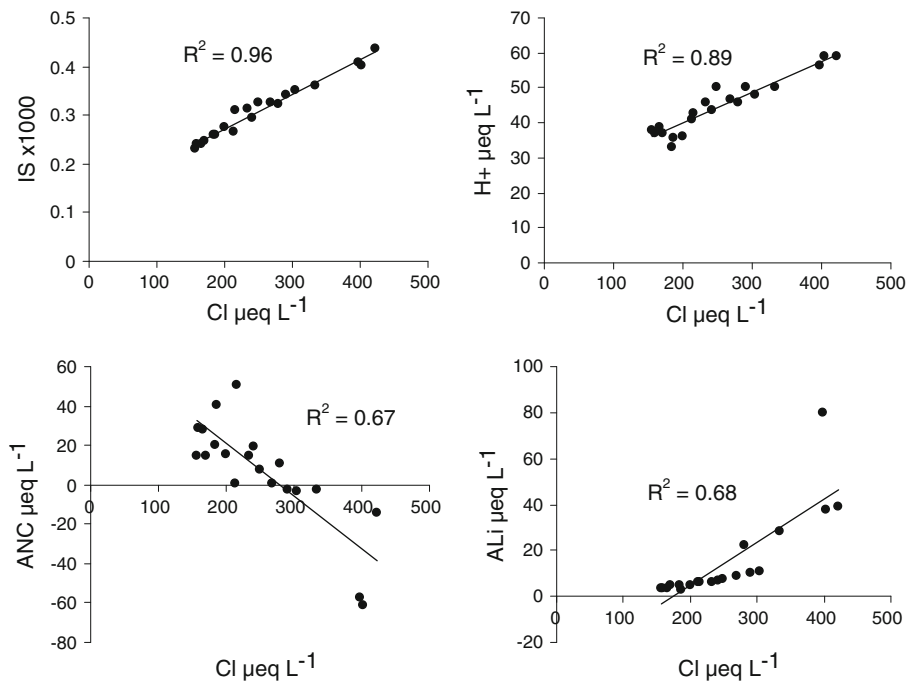 0.5
0.4
0.3
0.2
0.1
0
R² = 0.96
IS x1000
0 100 200 300 400 500
Cl µeq L⁻¹
70
60
50
40
30
20
10
0
R² = 0.89
H+ µeq L⁻¹
0 100 200 300 400 500
Cl µeq L⁻¹
60
40
20
0
-20
-40
-60
-80
R² = 0.67
ANC µeq L⁻¹
0 100 200 300 400 500
Cl µeq L⁻¹
100
80
60
40
20
0
-20
R² = 0.68
ALi µeq L⁻¹
0 100 200 300 400 500
Cl µeq L⁻¹